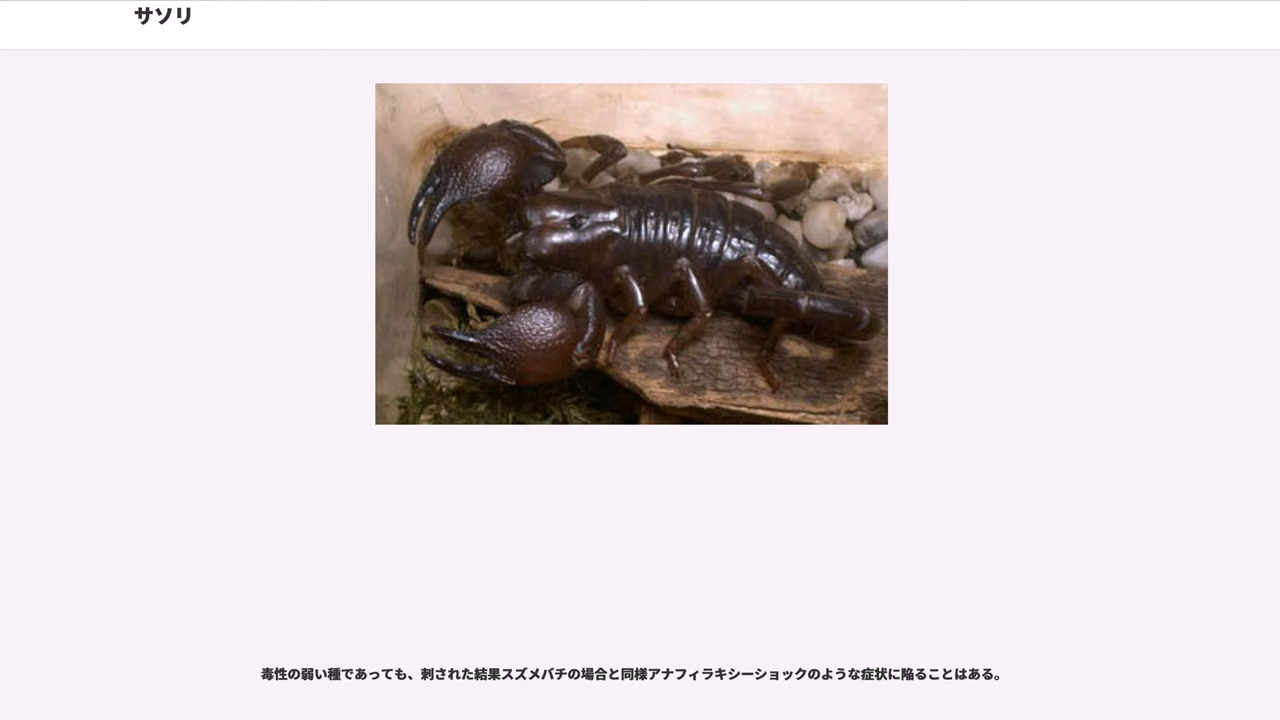 サソリ
毒性の弱い種であっても、刺された結果スズメバチの場合と同様アナフィラキシーショックのような症状に陥ることはある。